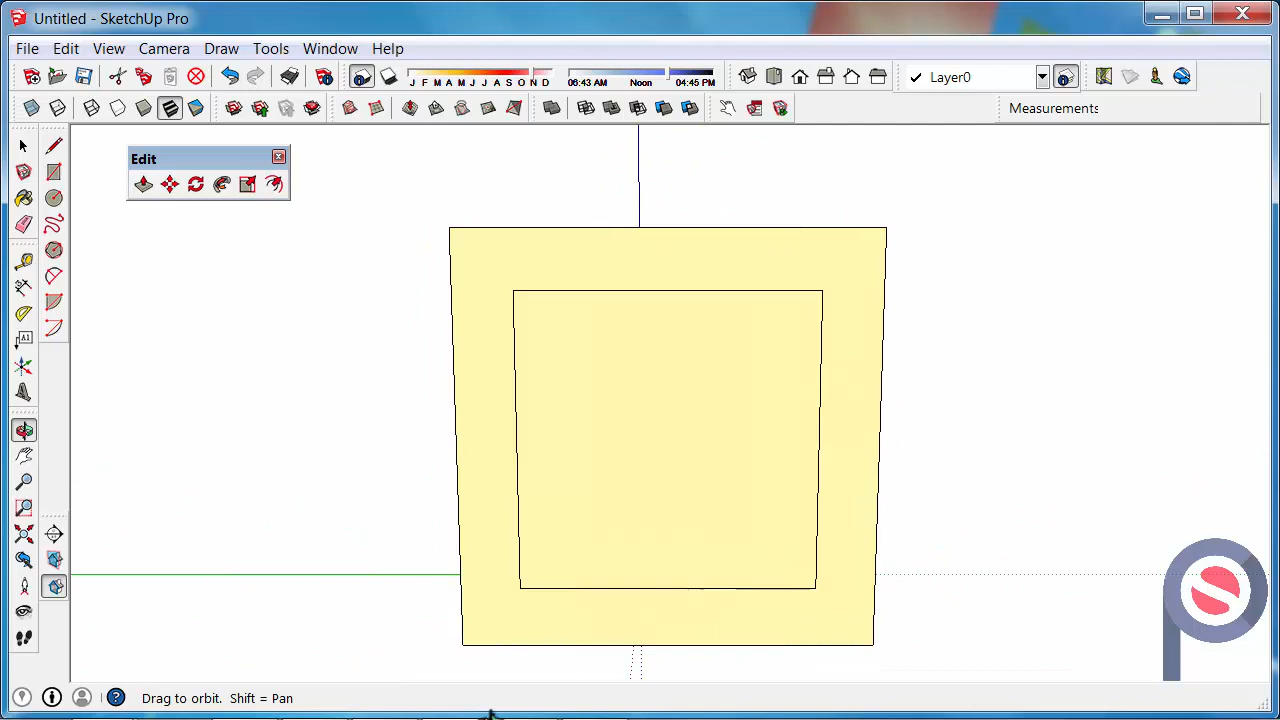 Untitled - SketchUp Pro
File Edit View Camera Draw Tools Window Help
J F M A M J J A S O N D
06:43 AM Noon 04:45 PM
Layer0
Measurements
Edit
A1
Drag to orbit. Shift = Pan